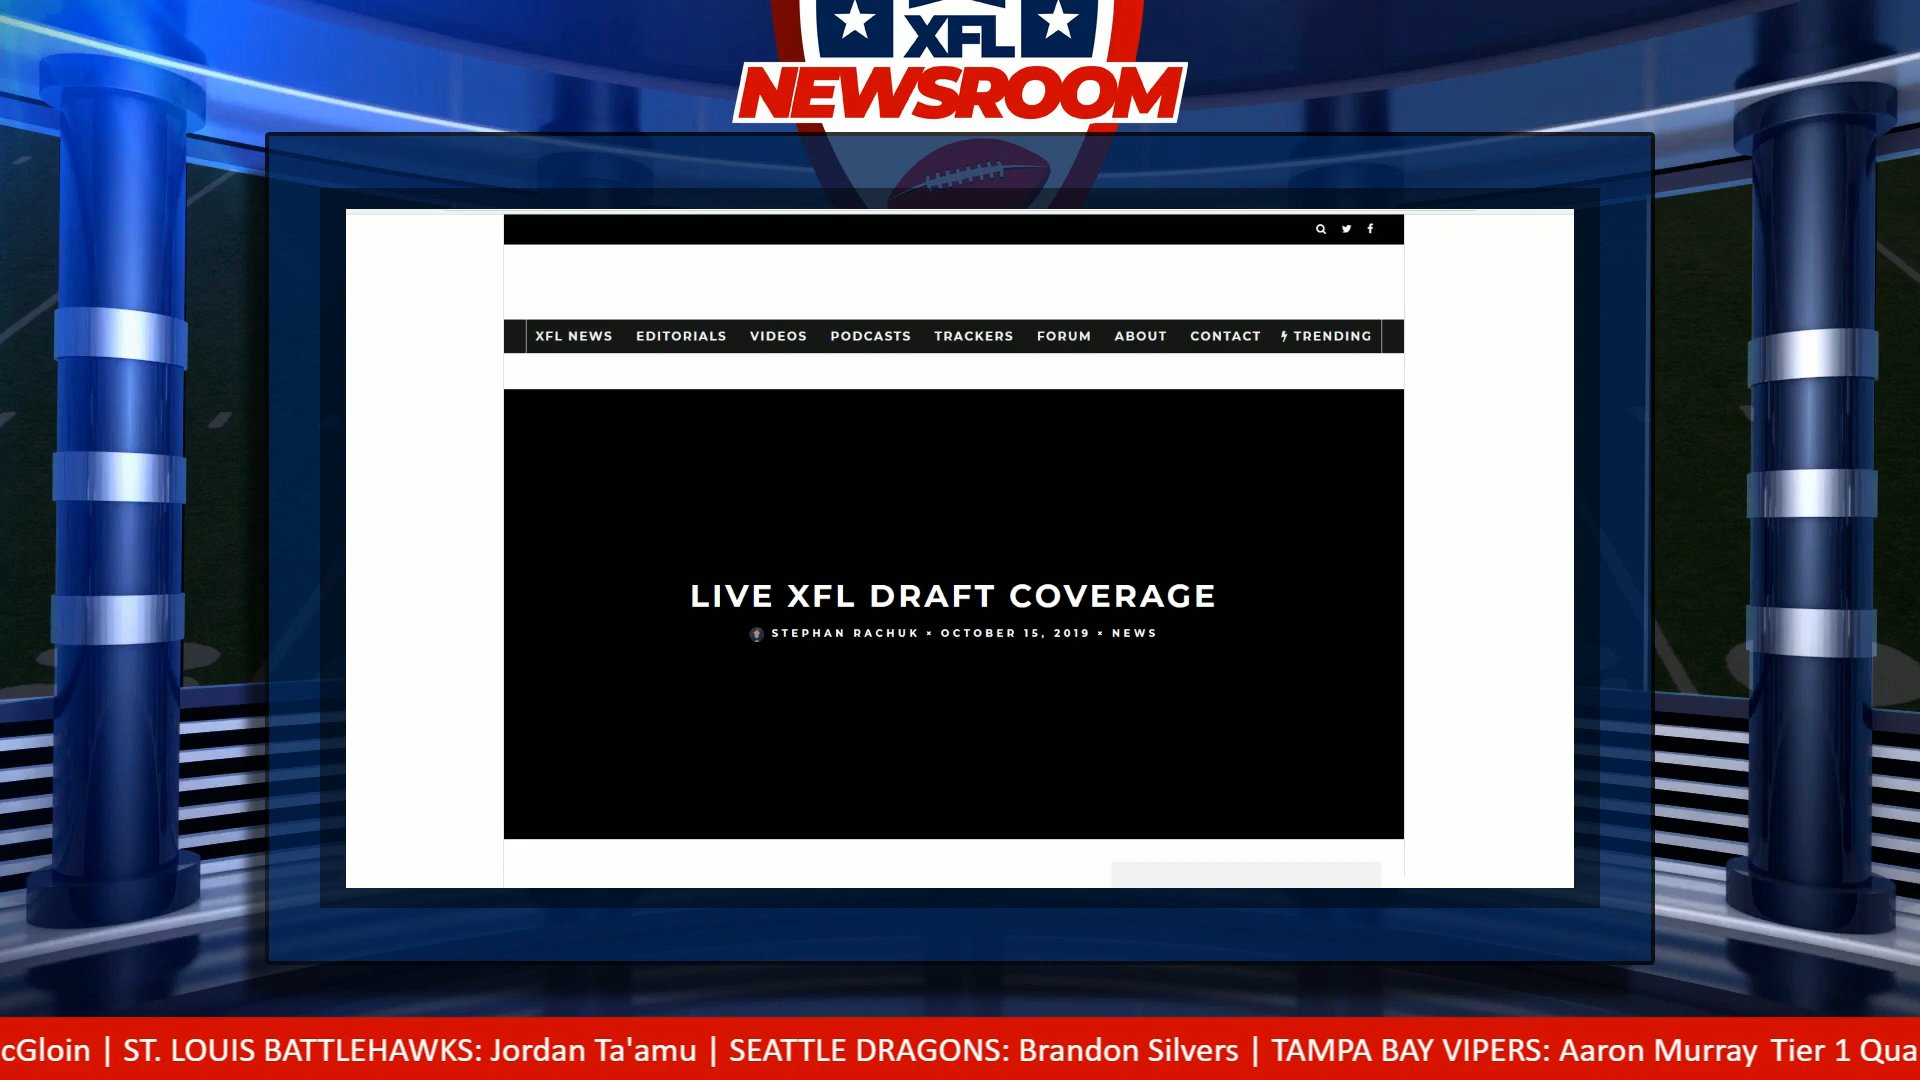 XFL
NEWSROOM
XFL NEWS EDITORIALS VIDEOS PODCASTS TRACKERS FORUM ABOUT CONTACT TRENDING
LIVE XFL DRAFT COVERAGE
STEPHAN RACHUK × OCTOBER 15, 2019 × NEWS
cGloin | ST. LOUIS BATTLEHAWKS: Jordan Ta'amu | SEATTLE DRAGONS: Brandon Silvers | TAMPA BAY VIPERS: Aaron Murray Tier 1 Qua